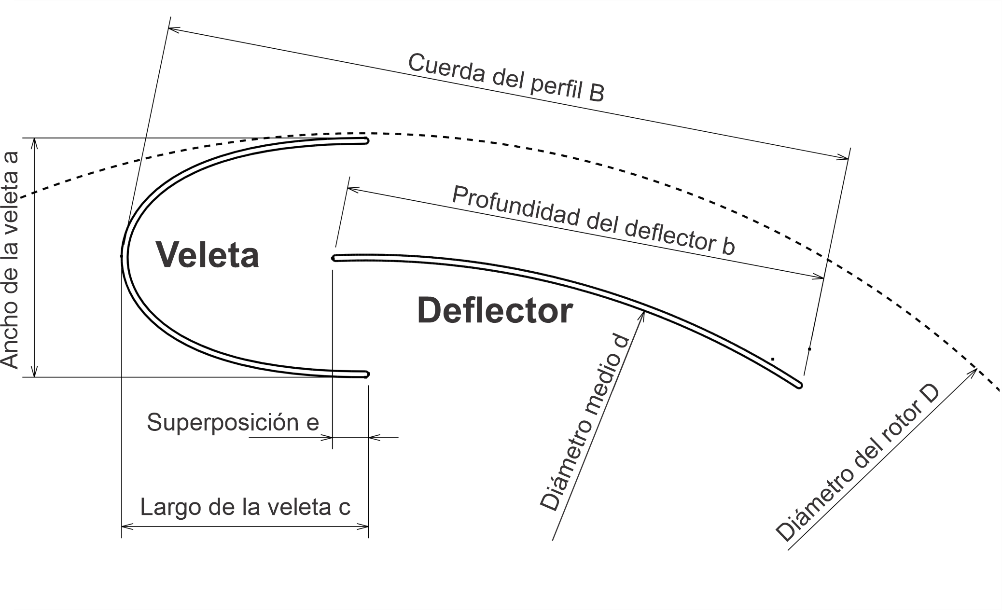 Cuerda del perfil B
Profundidad del deflector b
Ancho de la veleta a
Veleta
Deflector
Diámetro medio d
Diámetro del rotor D
Superposición e
Largo de la veleta c